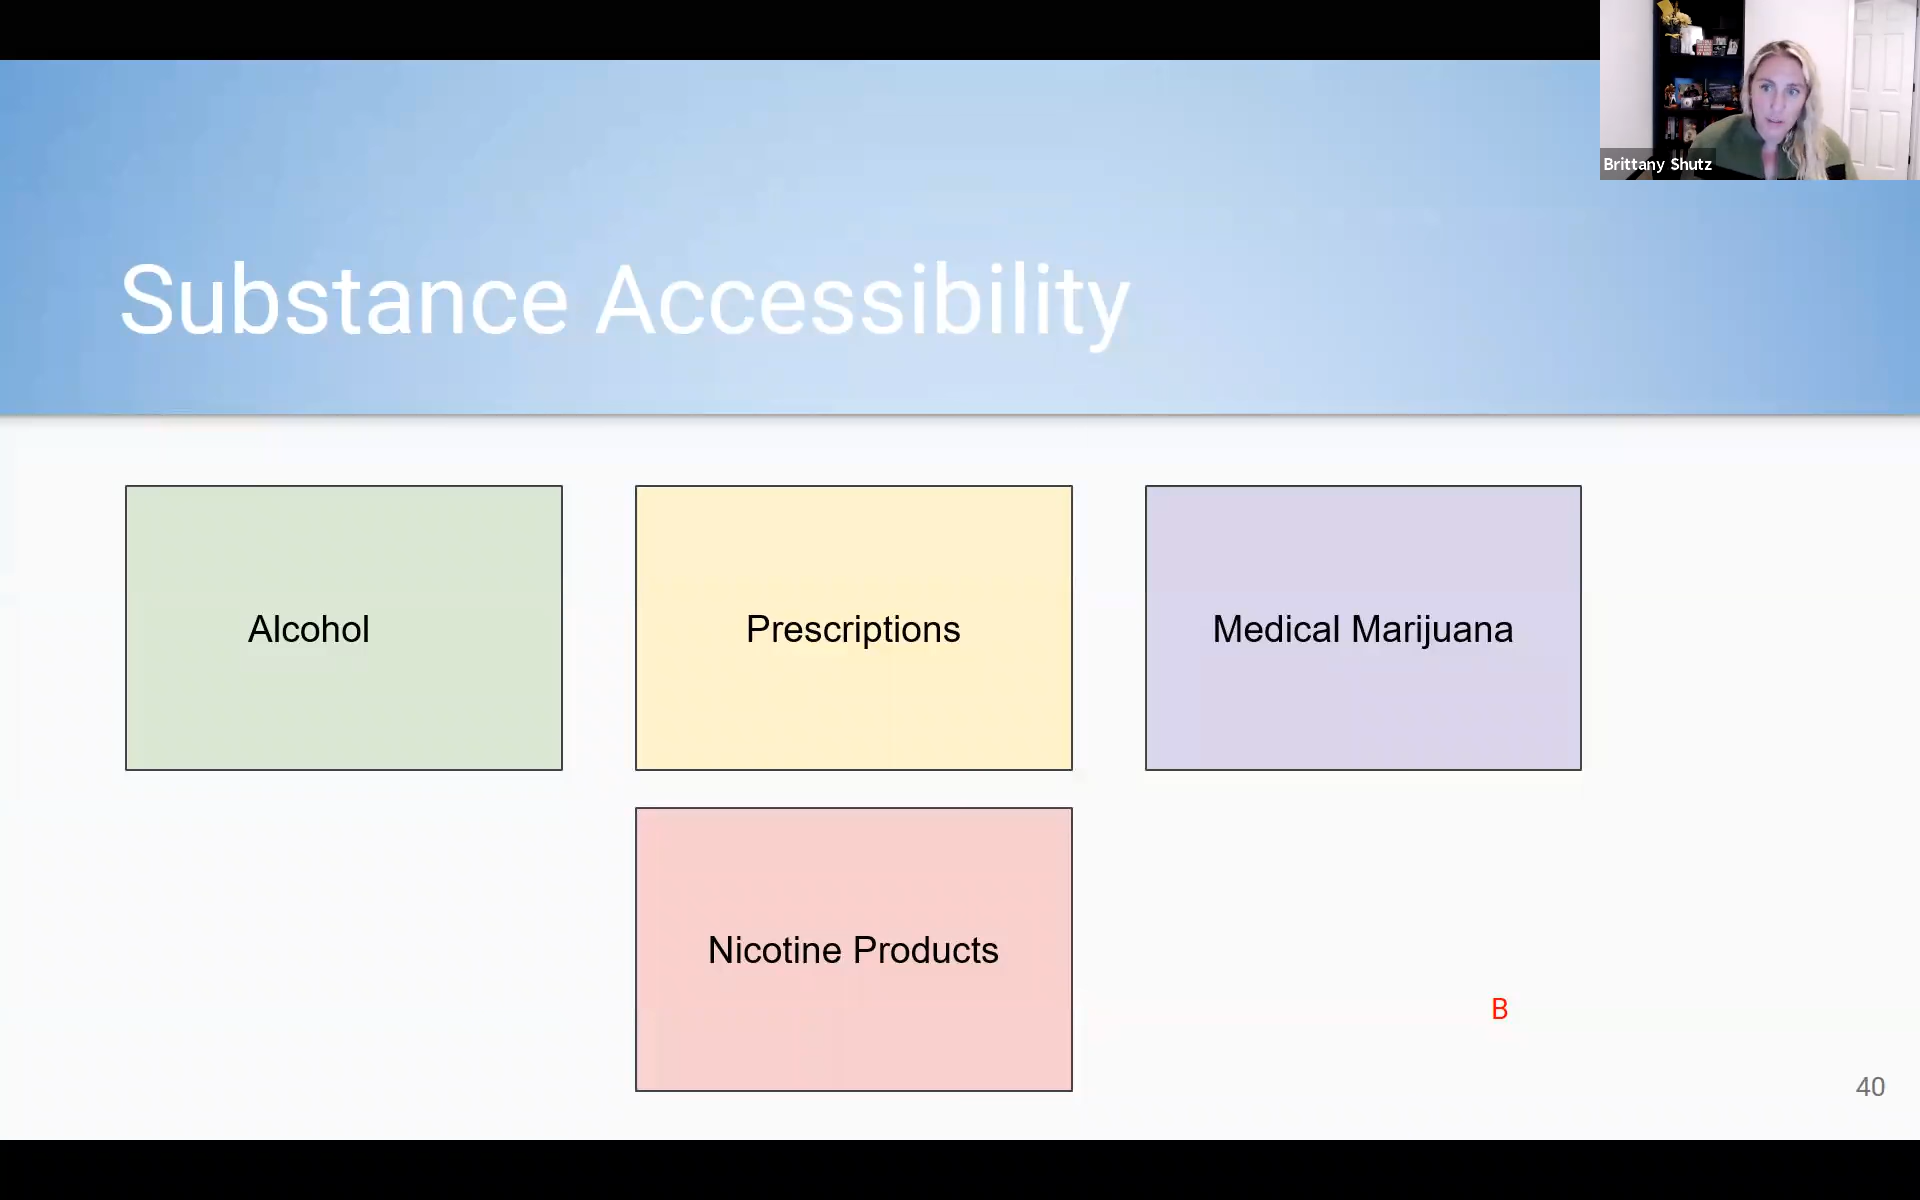 Brittany Shutz
Substance Accessibility
Alcohol
Prescriptions
Medical Marijuana
Nicotine Products
B
40